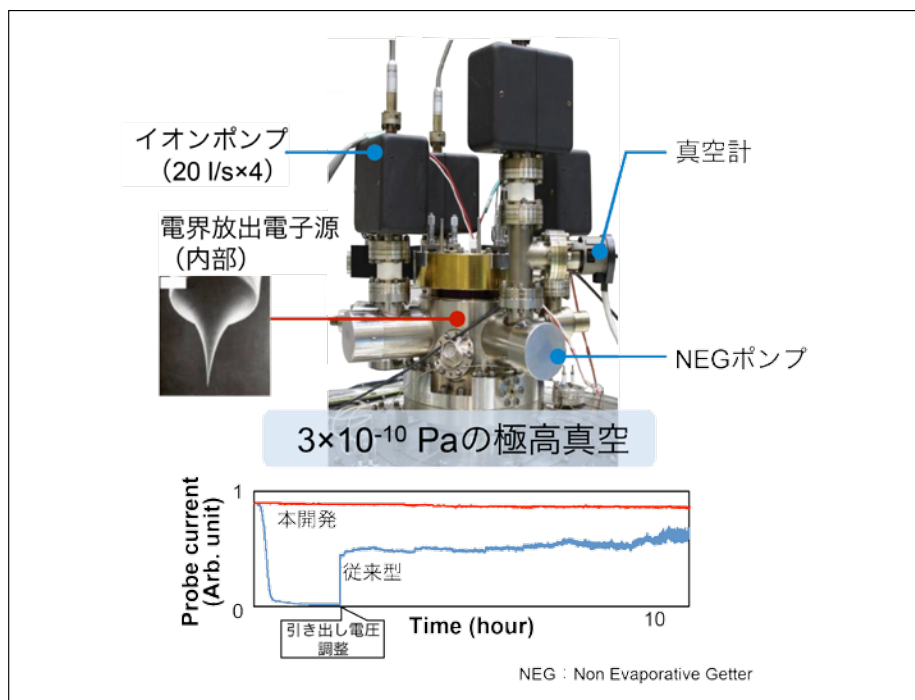 イオンポンプ
（20 l/s×4）
真空計
電界放出電子源
（内部）
NEGポンプ
3×10⁻¹⁰ Paの極高真空
Probe current
(Arb. unit)
1
0
本開発
従来型
引き出し電圧
調整
Time (hour)
10
NEG：Non Evaporative Getter